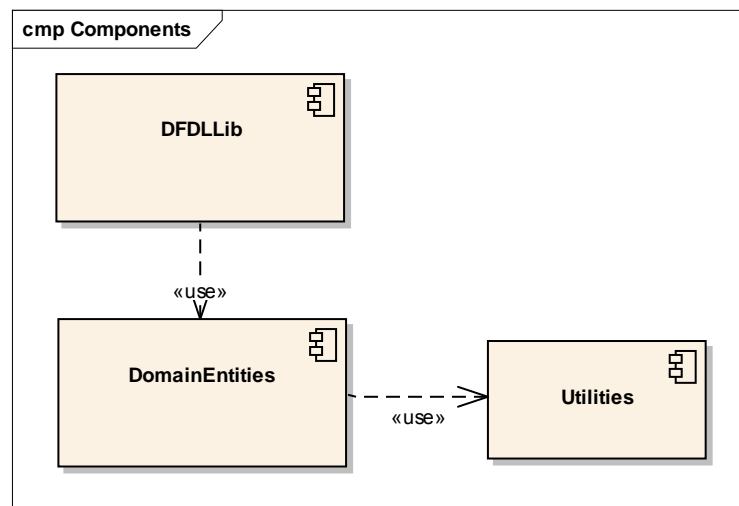 cmp Components
DFDLLib
«use»
DomainEntities
Utilities
«use»